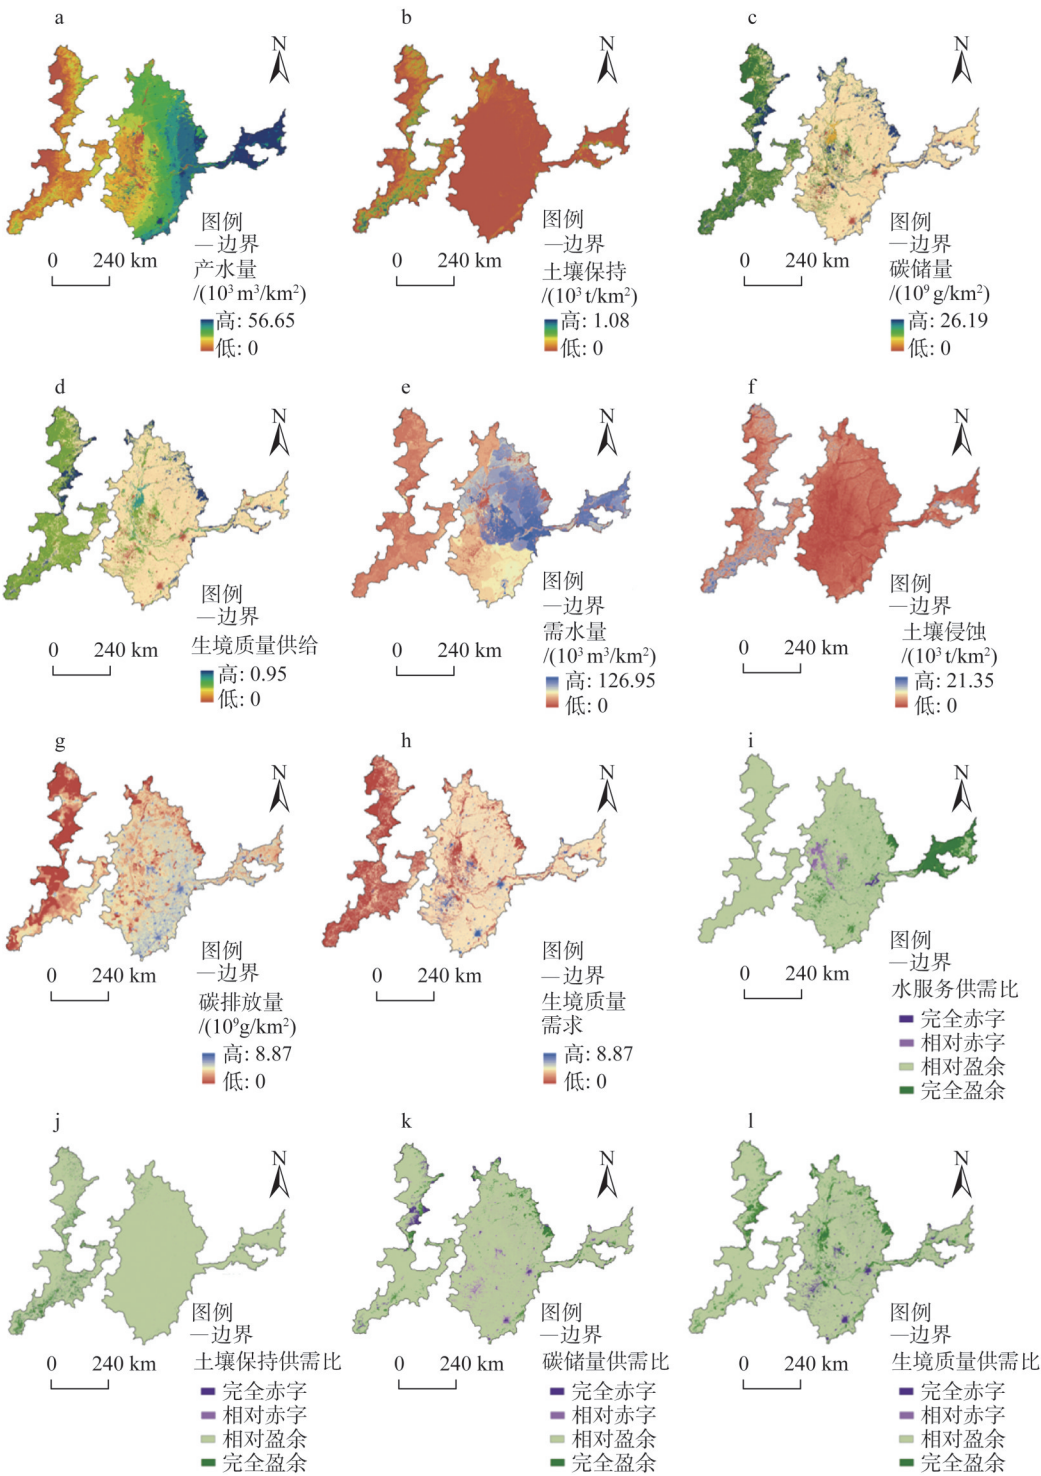 a
N
图例
—边界
0 240 km
产水量
/(10³ m³/km²)
高: 56.65
低: 0
b
N
图例
—边界
0 240 km
土壤保持
/(10³ t/km²)
高: 1.08
低: 0
c
N
图例
—边界
0 240 km
碳储量
/(10⁹ g/km²)
高: 26.19
低: 0
d
N
图例
—边界
0 240 km
生境质量供给
高: 0.95
低: 0
e
N
图例
—边界
0 240 km
需水量
/(10³ m³/km²)
高: 126.95
低: 0
f
N
图例
—边界
0 240 km
土壤侵蚀
/(10³ t/km²)
高: 21.35
低: 0
g
N
图例
—边界
0 240 km
碳排放量
/(10⁹g/km²)
高: 8.87
低: 0
h
N
图例
—边界
0 240 km
生境质量
需求
高: 8.87
低: 0
i
N
图例
—边界
0 240 km
水服务供需比
完全赤字
相对赤字
相对盈余
完全盈余
j
N
图例
—边界
0 240 km
土壤保持供需比
完全赤字
相对赤字
相对盈余
完全盈余
k
N
图例
—边界
0 240 km
碳储量供需比
完全赤字
相对赤字
相对盈余
完全盈余
l
N
图例
—边界
0 240 km
生境质量供需比
完全赤字
相对赤字
相对盈余
完全盈余